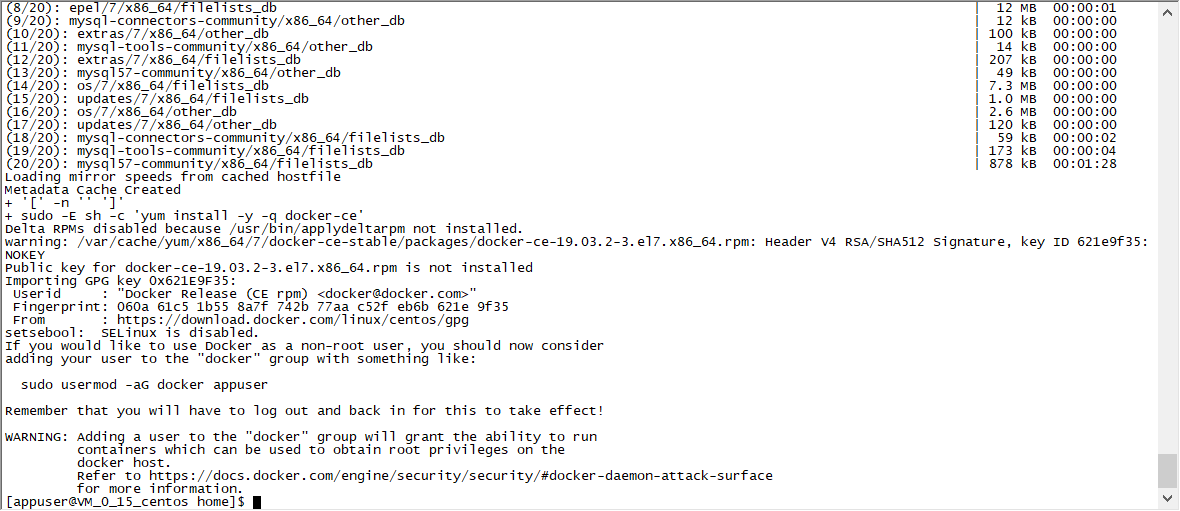 (8/20): epel/7/x86_64/filelists_db | 12 MB 00:00:01
(9/20): mysql-connectors-community/x86_64/other_db | 12 kB 00:00:00
(10/20): extras/7/x86_64/other_db | 100 kB 00:00:00
(11/20): mysql-tools-community/x86_64/other_db | 14 kB 00:00:00
(12/20): extras/7/x86_64/filelists_db | 207 kB 00:00:00
(13/20): mysql57-community/x86_64/other_db | 49 kB 00:00:00
(14/20): os/7/x86_64/filelists_db | 7.3 MB 00:00:00
(15/20): updates/7/x86_64/filelists_db | 1.0 MB 00:00:00
(16/20): os/7/x86_64/other_db | 2.6 MB 00:00:00
(17/20): updates/7/x86_64/other_db | 120 kB 00:00:00
(18/20): mysql-connectors-community/x86_64/filelists_db | 59 kB 00:00:02
(19/20): mysql-tools-community/x86_64/filelists_db | 173 kB 00:00:04
(20/20): mysql57-community/x86_64/filelists_db | 878 kB 00:01:28
Loading mirror speeds from cached hostfile
Metadata Cache Created
+ '[' -n '' ']'
+ sudo -E sh -c 'yum install -y -q docker-ce'
Delta RPMs disabled because /usr/bin/applydeltarpm not installed.
warning: /var/cache/yum/x86_64/7/docker-ce-stable/packages/docker-ce-19.03.2-3.el7.x86_64.rpm: Header V4 RSA/SHA512 Signature, key ID 621e9f35:
NOKEY
Public key for docker-ce-19.03.2-3.el7.x86_64.rpm is not installed
Importing GPG key 0x621E9F35:
 Userid     : "Docker Release (CE rpm) <docker@docker.com>"
 Fingerprint: 060a 61c5 1b55 8a7f 742b 77aa c52f eb6b 621e 9f35
 From       : https://download.docker.com/linux/centos/gpg
setsebool:  SELinux is disabled.
If you would like to use Docker as a non-root user, you should now consider
adding your user to the "docker" group with something like:
  sudo usermod -aG docker appuser
Remember that you will have to log out and back in for this to take effect!
WARNING: Adding a user to the "docker" group will grant the ability to run
         containers which can be used to obtain root privileges on the
         docker host.
         Refer to https://docs.docker.com/engine/security/security/#docker-daemon-attack-surface
         for more information.
[appuser@VM_0_15_centos home]$